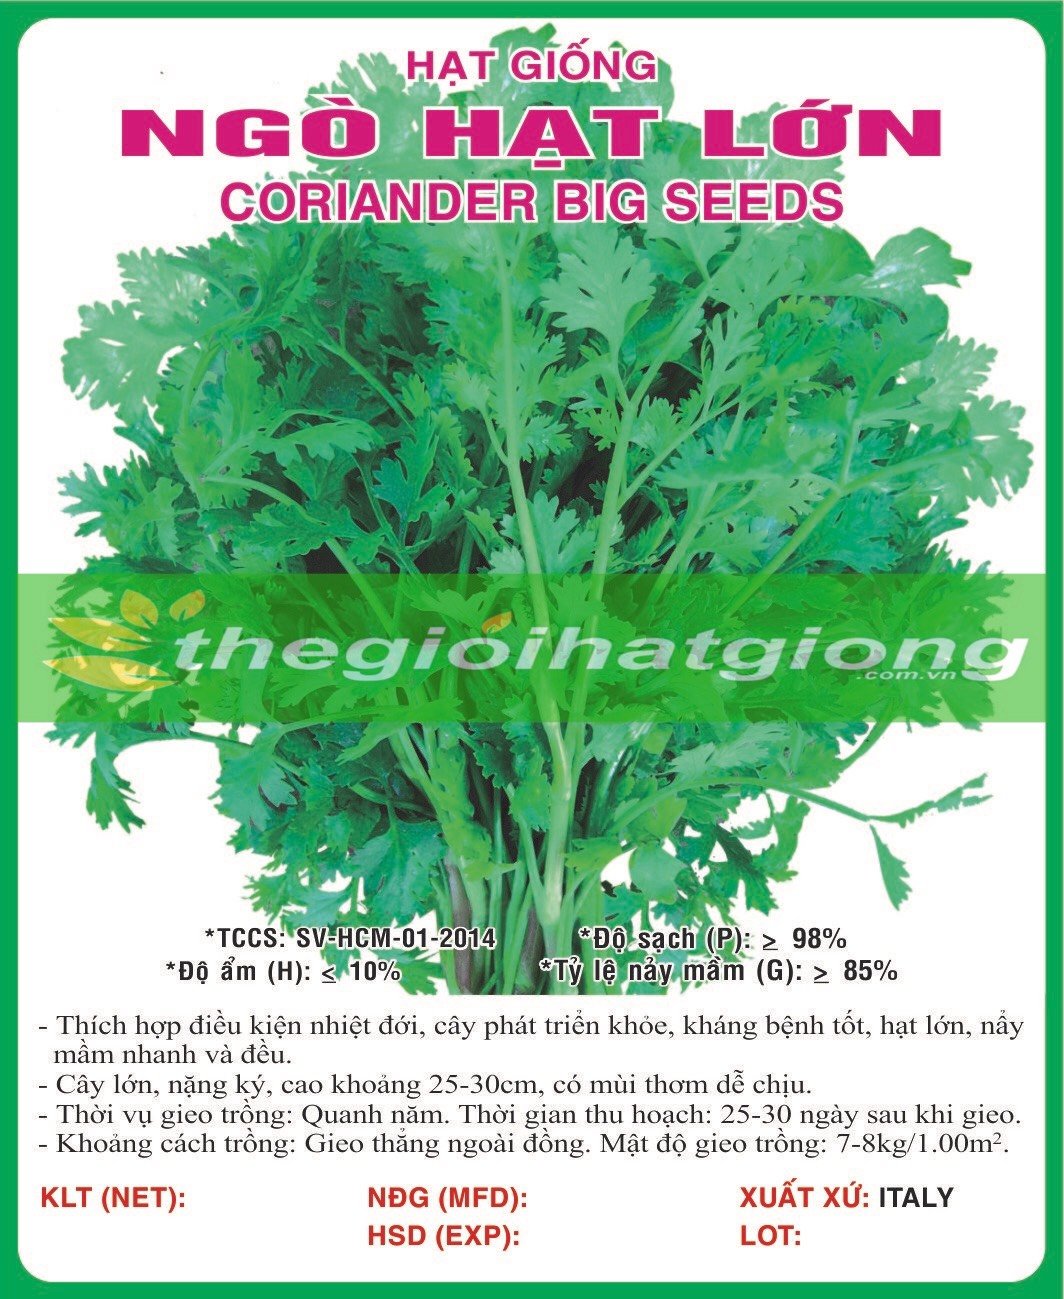 HẠT GIỐNG
NGÒ HẠT LỚN
CORIANDER BIG SEEDS
thegioihatgiong
.com.vn
*TCCS: SV-HCM-01-2014 *Độ sạch (P): ≥ 98%
*Độ ẩm (H): ≤ 10% *Tỷ lệ nảy mầm (G): ≥ 85%
- Thích hợp điều kiện nhiệt đới, cây phát triển khỏe, kháng bệnh tốt, hạt lớn, nẩy
mầm nhanh và đều.
- Cây lớn, nặng ký, cao khoảng 25-30cm, có mùi thơm dễ chịu.
- Thời vụ gieo trồng: Quanh năm. Thời gian thu hoạch: 25-30 ngày sau khi gieo.
- Khoảng cách trồng: Gieo thẳng ngoài đồng. Mật độ gieo trồng: 7-8kg/1.00m².
KLT (NET): NĐG (MFD): XUẤT XỨ: ITALY
HSD (EXP): LOT: